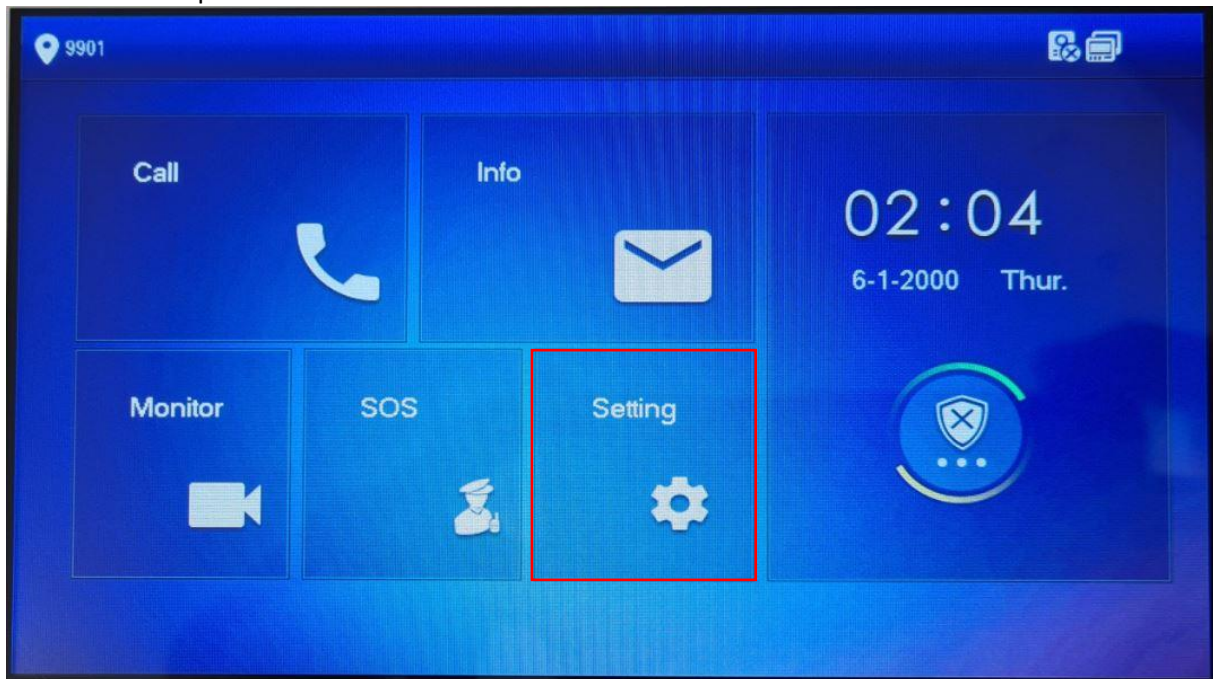 9901
Call
Info
02:04
6-1-2000 Thur.
Monitor
SOS
Setting